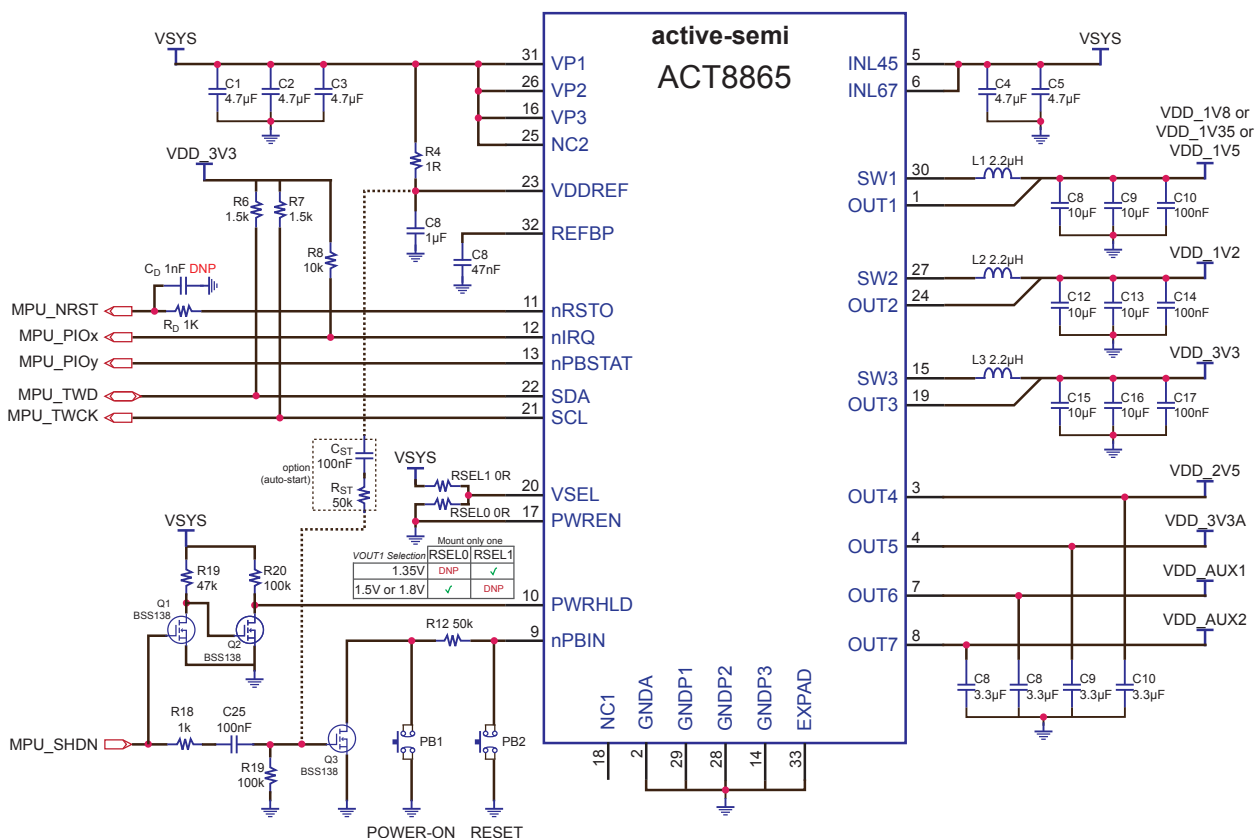 active-semi
ACT8865
VSYS
C1
4.7µF
C2
4.7µF
C3
4.7µF
31
VP1
26
VP2
16
VP3
25
NC2
R4
1R
VDD_3V3
23
VDDREF
R6
1.5k
R7
1.5k
C8
1µF
32
REFBP
C8
47nF
R8
10k
CD 1nF DNP
MPU_NRST
RD 1K
11
nRSTO
MPU_PIOx
12
nIRQ
MPU_PIOy
13
nPBSTAT
MPU_TWD
22
SDA
MPU_TWCK
21
SCL
option
(auto-start)
CST
100nF
RST
50k
VSYS
RSEL1 0R
RSEL0 0R
20
VSEL
17
PWREN
Mount only one
VOUT1 Selection RSEL0 RSEL1
1.35V DNP ✓
1.5V or 1.8V ✓ DNP
VSYS
R19
47k
R20
100k
Q1
BSS138
Q2
BSS138
10
PWRHLD
R12 50k
9
nPBIN
MPU_SHDN
R18
1k
C25
100nF
R19
100k
Q3
BSS138
PB1
PB2
POWER-ON
RESET
NC1
GNDA
GNDP1
GNDP2
GNDP3
EXPAD
18
2
29
28
14
33
VSYS
INL45
5
INL67
6
C4
4.7µF
C5
4.7µF
VDD_1V8 or
VDD_1V35 or
VDD_1V5
SW1
30
L1 2.2µH
OUT1
1
C8
10µF
C9
10µF
C10
100nF
VDD_1V2
SW2
27
L2 2.2µH
OUT2
24
C12
10µF
C13
10µF
C14
100nF
VDD_3V3
SW3
15
L3 2.2µH
OUT3
19
C15
10µF
C16
10µF
C17
100nF
VDD_2V5
OUT4
3
VDD_3V3A
OUT5
4
VDD_AUX1
OUT6
7
VDD_AUX2
OUT7
8
C8
3.3µF
C8
3.3µF
C9
3.3µF
C10
3.3µF